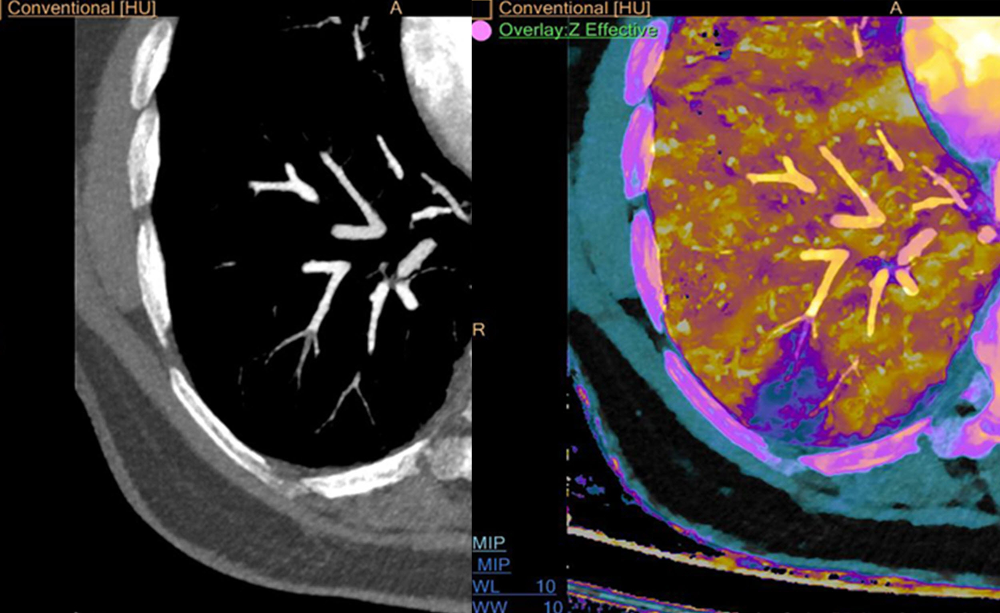 Conventional [HU]
A
Conventional [HU]
A
Overlay:Z Effective
R
MIP
MIP
WL 10
WW 10